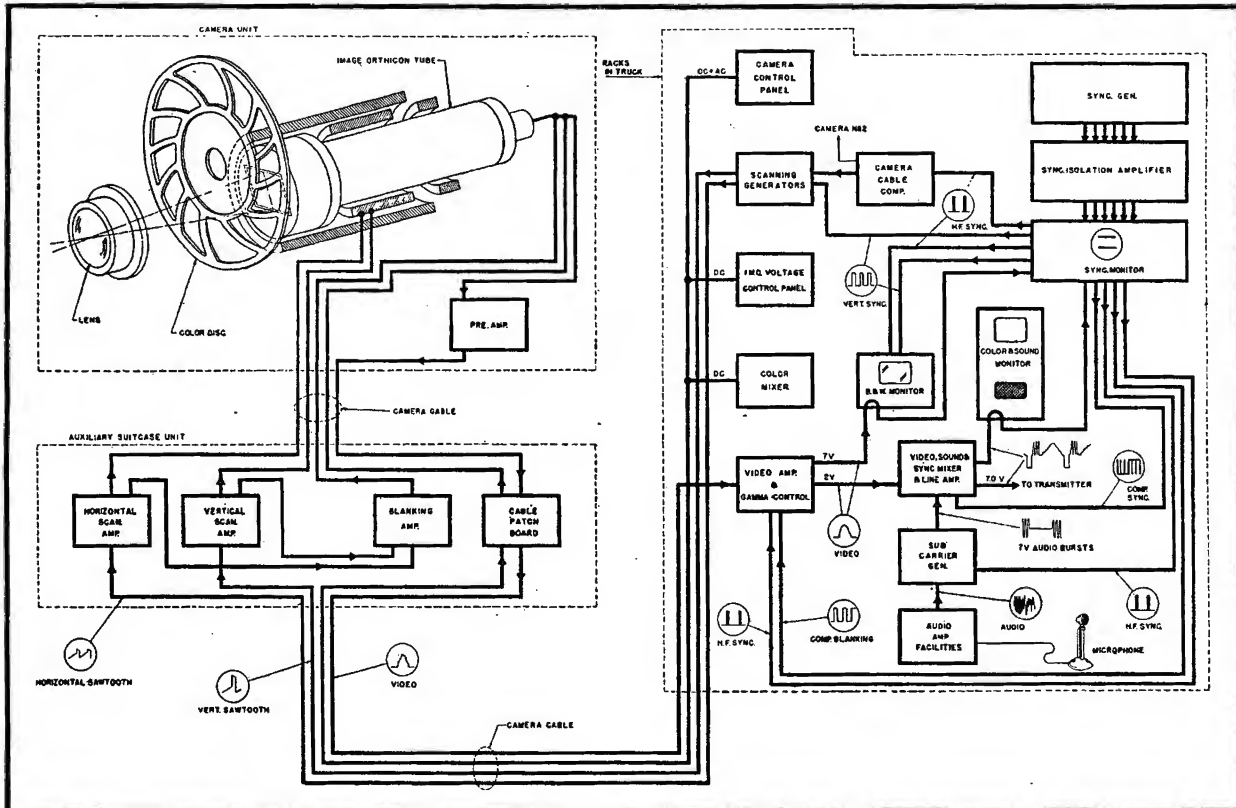 CAMERA UNIT
IMAGE ORTHICON TUBE
LENS
COLOR DISC
PRE. AMP.
CAMERA CABLE
AUXILIARY SUITCASE UNIT
HORIZONTAL
SCAN.
AMP.
VERTICAL
SCAN.
AMP.
BLANKING
AMP.
CABLE
PATCH
BOARD
HORIZONTAL SAWTOOTH
VERT. SAWTOOTH
VIDEO
CAMERA CABLE
RACKS
IN TRUCK
DC+AC
CAMERA
CONTROL
PANEL
CAMERA Nº2
SCANNING
GENERATORS
CAMERA
CABLE
COMP.
SYNC. GEN.
SYNC. ISOLATION AMPLIFIER
H.F. SYNC.
SYNC. MONITOR
DC
I M O. VOLTAGE
CONTROL PANEL
VERT. SYNC.
COLOR & SOUND
MONITOR
DC
COLOR
MIXER
B.&W. MONITOR
VIDEO AMP.
&
GAMMA-CONTROL
7V
2V
VIDEO
VIDEO, SOUND &
SYNC MIXER
& LINE AMP.
7.0 V
TO TRANSMITTER
COMP.
SYNC.
7V AUDIO BURSTS
SUB
CARRIER
GEN.
H.F. SYNC.
COMP. BLANKING
AUDIO
AUDIO
AMP
FACILITIES
MICROPHONE
H.F. SYNC.